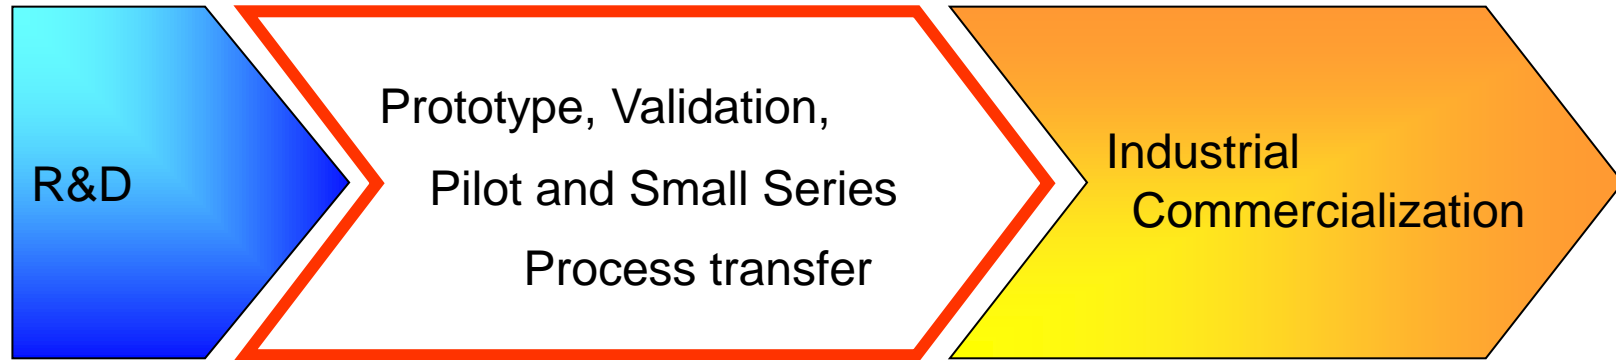 R&D
Prototype, Validation,
Pilot and Small Series
Process transfer
Industrial
Commercialization